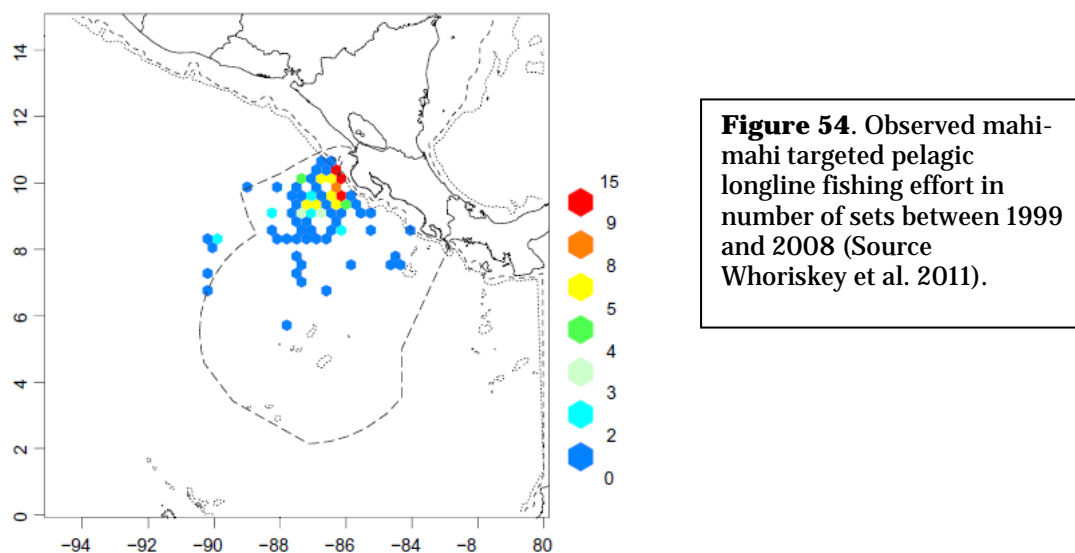 14
12
10
8
6
4
2
0
−94 −92 −90 −88 −86 −84 −8 80
15
9
8
5
4
3
2
0
Figure 54. Observed mahi-
mahi targeted pelagic
longline fishing effort in
number of sets between 1999
and 2008 (Source
Whoriskey et al. 2011).